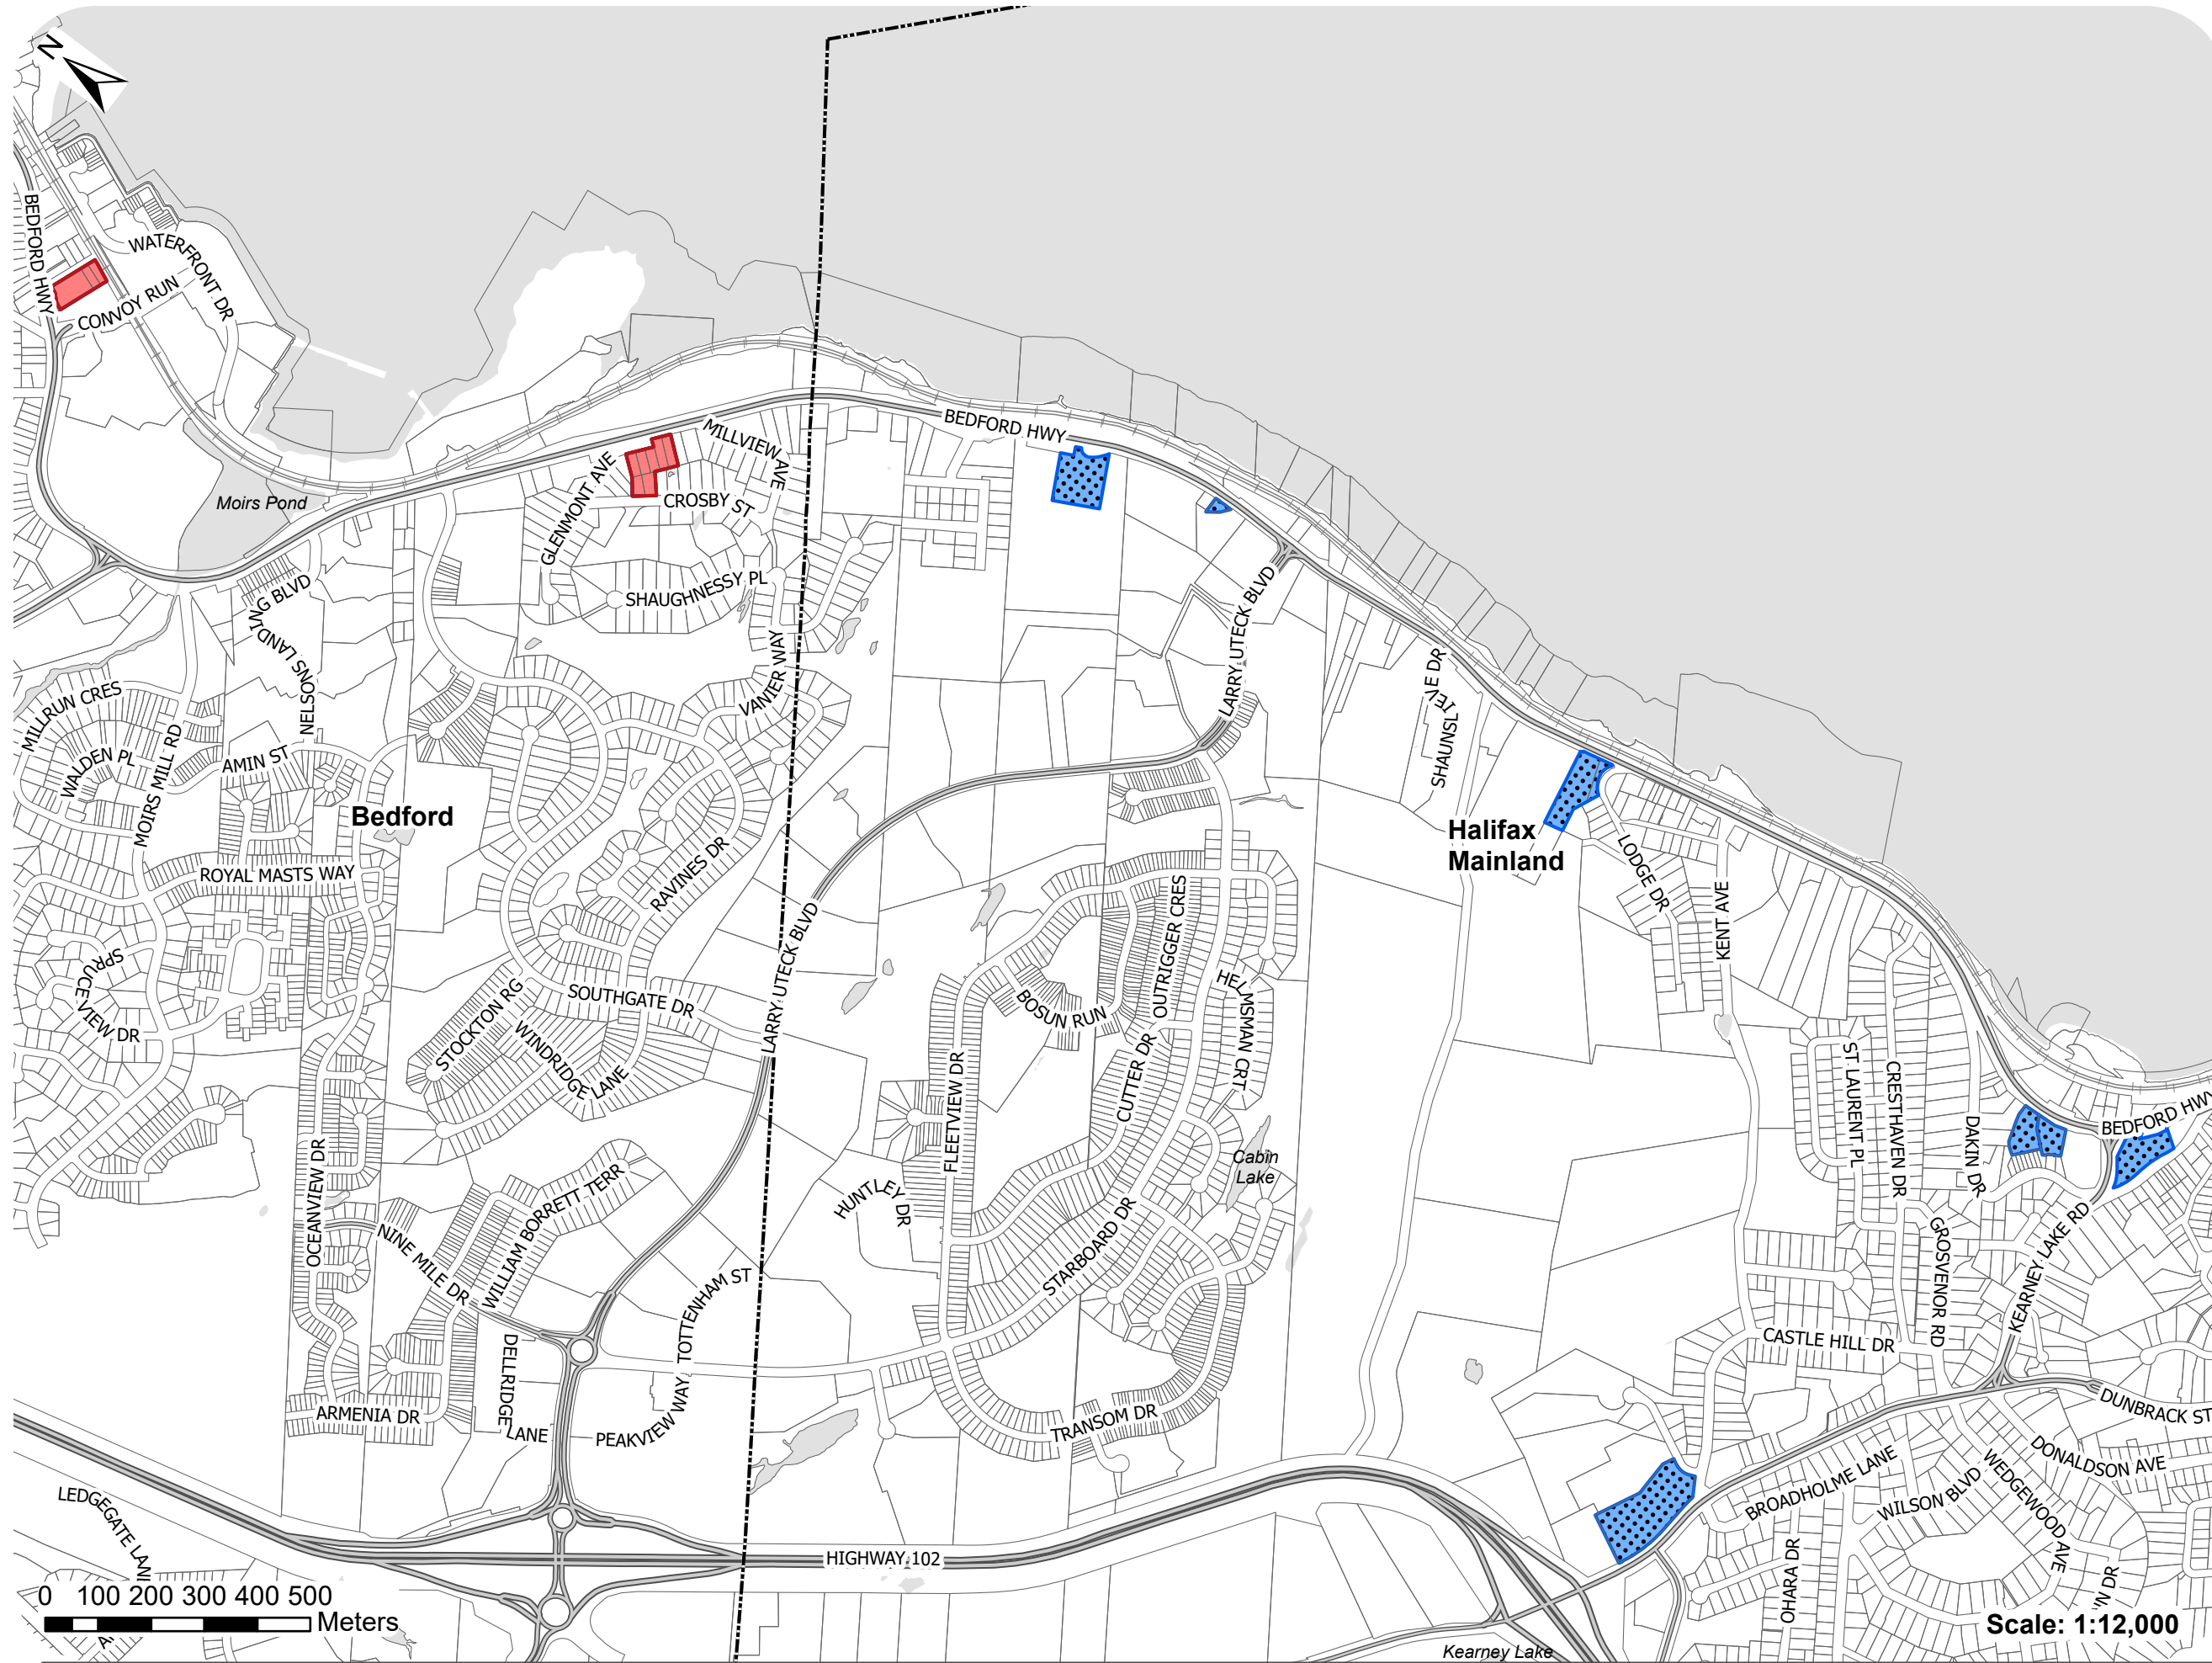 N
BEDFORD HWY
WATERFRONT DR
CONVOY RUN
BEDFORD HWY
MILLVIEW AVE
GLENMONT AVE
CROSBY ST
Moirs Pond
SHAUGHNESSY PL
NELSONS LANDING BLVD
LARRY UTECK BLVD
VANIER WAY
SHAUNSLIEVE DR
MILLRUN CRES
WALDEN PL
MOIRS MILL RD
AMIN ST
Bedford
Halifax
Mainland
LODGE DR
ROYAL MASTS WAY
RAVINES DR
KENT AVE
OUTRIGGER CRES
LARRY UTECK BLVD
SPRUCE VIEW DR
STOCKTON RG
SOUTHGATE DR
WINDRIDGE LANE
BOSUN RUN
HELMSMAN CRT
CUTTER DR
FLEETVIEW DR
ST LAURENT PL
CRESTHAVEN DR
DAKIN DR
BEDFORD HWY
OCEANVIEW DR
Cabin
Lake
HUNTLEY DR
WILLIAM BORRETT TERR
NINE MILE DR
STARBOARD DR
KEARNEY LAKE RD
GROSVENOR RD
TOTTENHAM ST
CASTLE HILL DR
DELLRIDGE LANE
PEAKVIEW WAY
ARMENIA DR
TRANSOM DR
DUNBRACK ST
DONALDSON AVE
WEDGEWOOD AVE
WILSON BLVD
BROADHOLME LANE
LEDGEGATE LANE
HIGHWAY 102
OHARA DR
0 100 200 300 400 500
Meters
Scale: 1:12,000
Kearney Lake